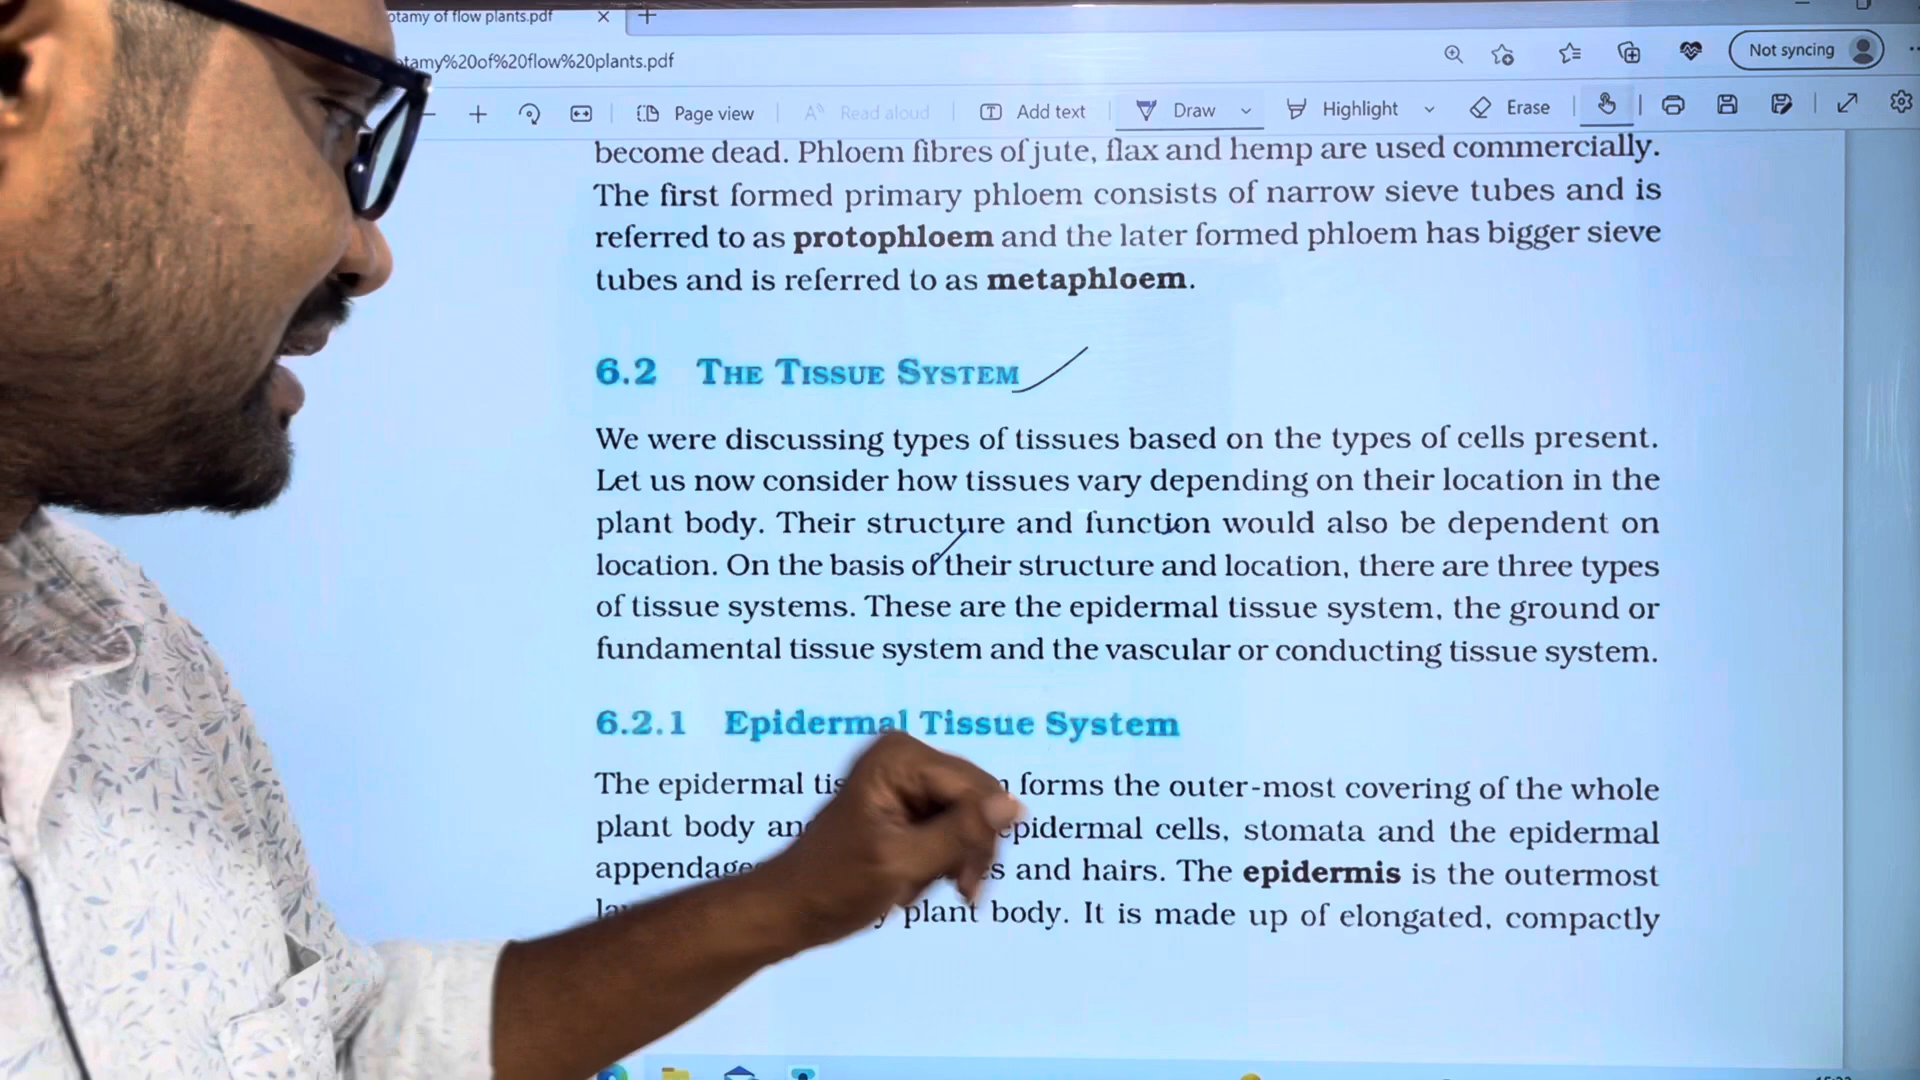 otamy of flow plants.pdf
tamy%20of%20flow%20plants.pdf
Not syncing
Page view
Read aloud
Add text
Draw
Highlight
Erase
become dead. Phloem fibres of jute, flax and hemp are used commercially.
The first formed primary phloem consists of narrow sieve tubes and is
referred to as protophloem and the later formed phloem has bigger sieve
tubes and is referred to as metaphloem.
6.2 THE TISSUE SYSTEM
We were discussing types of tissues based on the types of cells present.
Let us now consider how tissues vary depending on their location in the
plant body. Their structure and function would also be dependent on
location. On the basis of their structure and location, there are three types
of tissue systems. These are the epidermal tissue system, the ground or
fundamental tissue system and the vascular or conducting tissue system.
6.2.1 Epidermal Tissue System
The epidermal forms the outer-most covering of the whole
plant body epidermal cells, stomata and the epidermal
and hairs. The epidermis is the outermost
plant body. It is made up of elongated, compactly